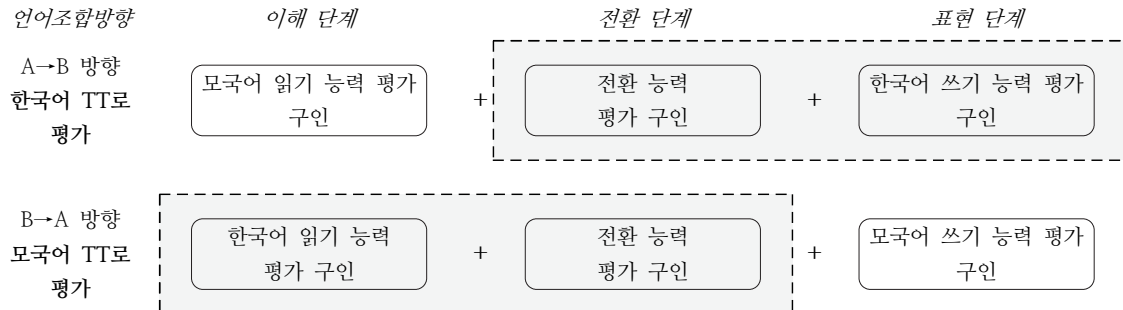 언어조합방향 이해 단계 전환 단계 표현 단계
A→B 방향
한국어 TT로
평가
모국어 읽기 능력 평가
구인
+
전환 능력
평가 구인
+
한국어 쓰기 능력 평가
구인
B→A 방향
모국어 TT로
평가
한국어 읽기 능력
평가 구인
+
전환 능력
평가 구인
+
모국어 쓰기 능력 평가
구인